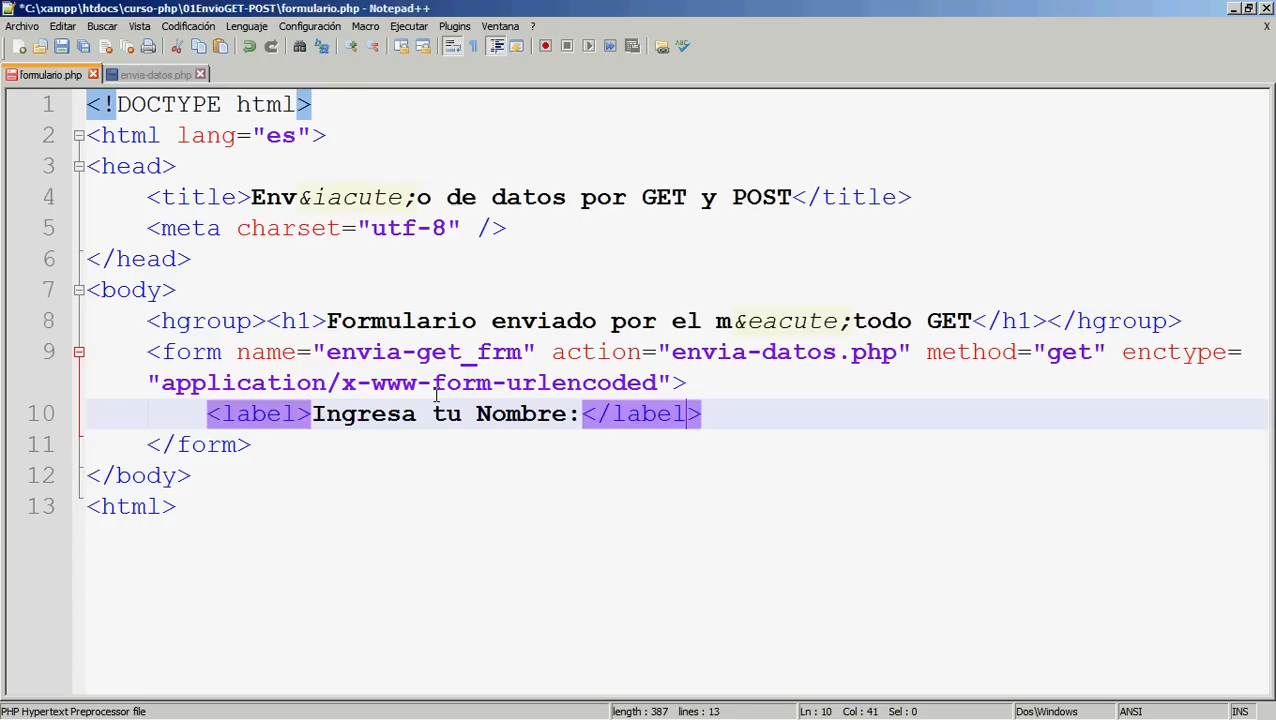 *C:\xampp\htdocs\curso-php\01EnvioGET-POST\formulario.php - Notepad++
Archivo Editar Buscar Vista Codificación Lenguaje Configuración Macro Ejecutar Plugins Ventana ? X
formulario.php envia-datos.php
1 <!DOCTYPE html>
2 <html lang="es">
3 <head>
4 <title>Env&iacute;o de datos por GET y POST</title>
5 <meta charset="utf-8" />
6 </head>
7 <body>
8 <hgroup><h1>Formulario enviado por el m&eacute;todo GET</h1></hgroup>
9 <form name="envia-get_frm" action="envia-datos.php" method="get" enctype=
"application/x-www-form-urlencoded">
10 <label>Ingresa tu Nombre:</label>
11 </form>
12 </body>
13 <html>
PHP Hypertext Preprocessor file length : 387 lines : 13 Ln : 10 Col : 41 Sel : 0 Dos\Windows ANSI INS